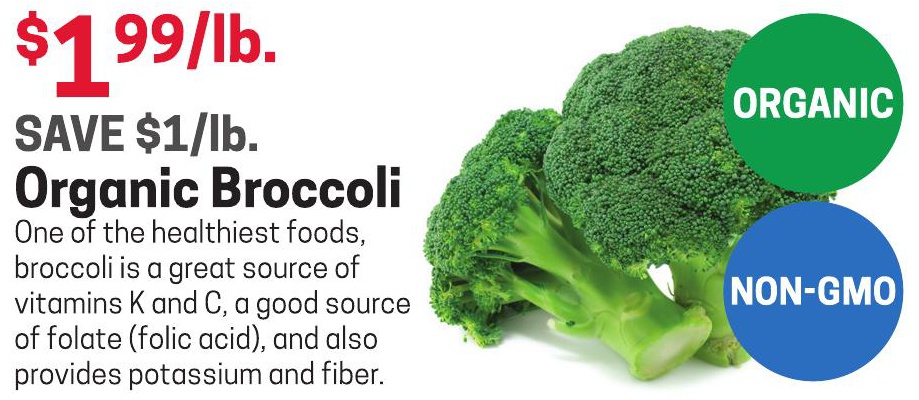 $1 99/lb.
SAVE $1/lb.
Organic Broccoli
One of the healthiest foods,
broccoli is a great source of
vitamins K and C, a good source
of folate (folic acid), and also
provides potassium and fiber.
ORGANIC
NON-GMO